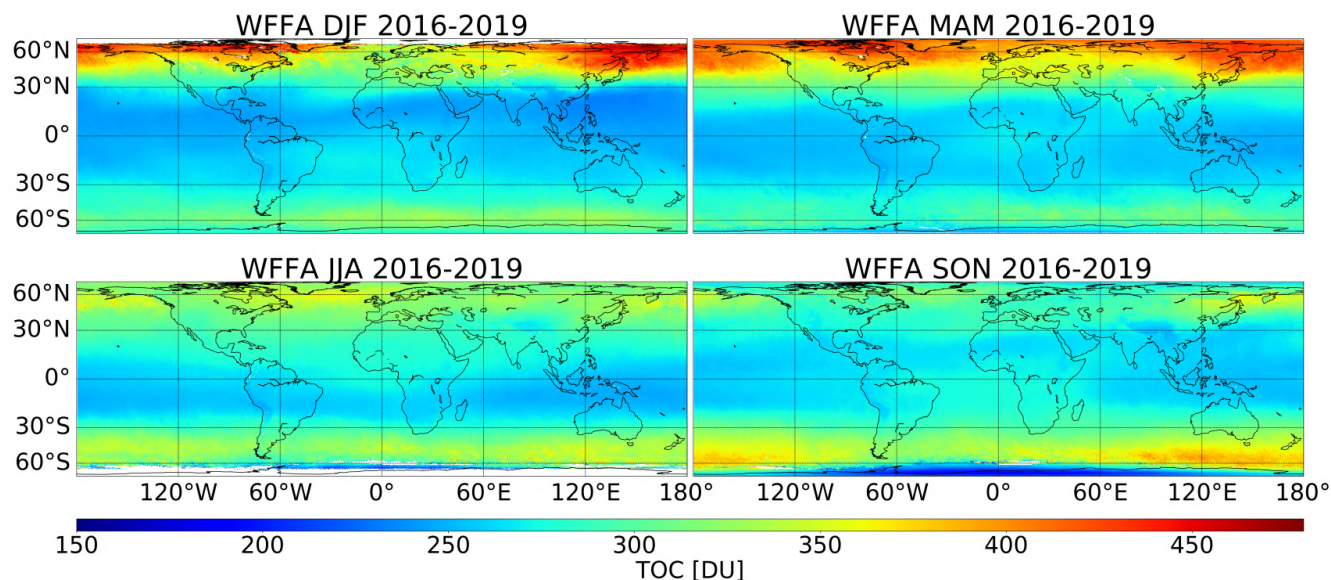 WFFA DJF 2016-2019
WFFA MAM 2016-2019
60°N
30°N
0°
30°S
60°S
WFFA JJA 2016-2019
WFFA SON 2016-2019
60°N
30°N
0°
30°S
60°S
120°W 60°W 0° 60°E 120°E 180°
120°W 60°W 0° 60°E 120°E 180°
150 200 250 300 350 400 450
TOC [DU]